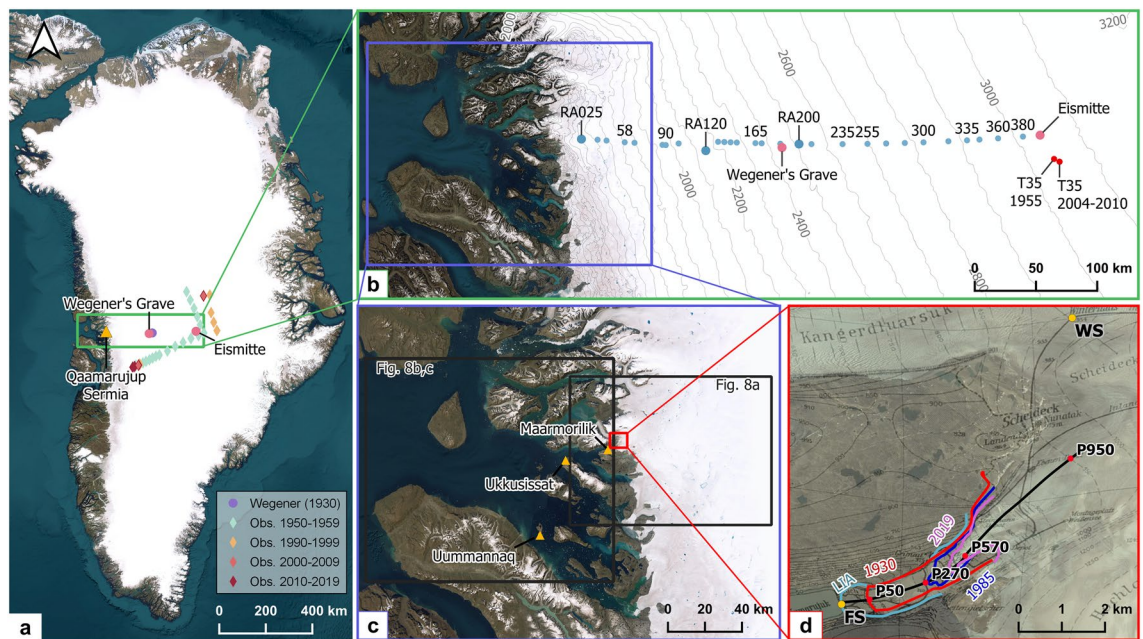 Wegener's Grave
Eismitte
Qaamarujup
Sermia
Wegener (1930)
Obs. 1950-1959
Obs. 1990-1999
Obs. 2000-2009
Obs. 2010-2019
0 200 400 km
a
2000
2600
3200
3000
RA025
58
90
RA120
165
RA200
235
255
300
335
360
380
Eismitte
Wegener's Grave
T35
1955
T35
2004-2010
2000
2200
2400
2800
0 50 100 km
b
Fig. 8b,c
Fig. 8a
Maarmorilik
Ukkusissat
Uummannaq
0 20 40 km
c
Kangerdluarsuk
WS
Scheideck
Nunatak
P950
2019
P570
1930
P270
1985
P50
LIA
FS
0 1 2 km
d